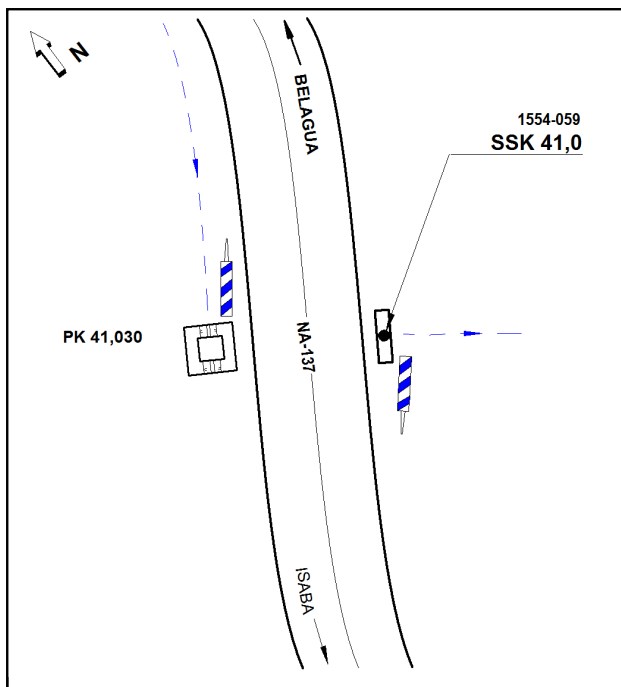 N
BELAGUA
1554-059
SSK 41,0
PK 41,030
NA-137
ISABA